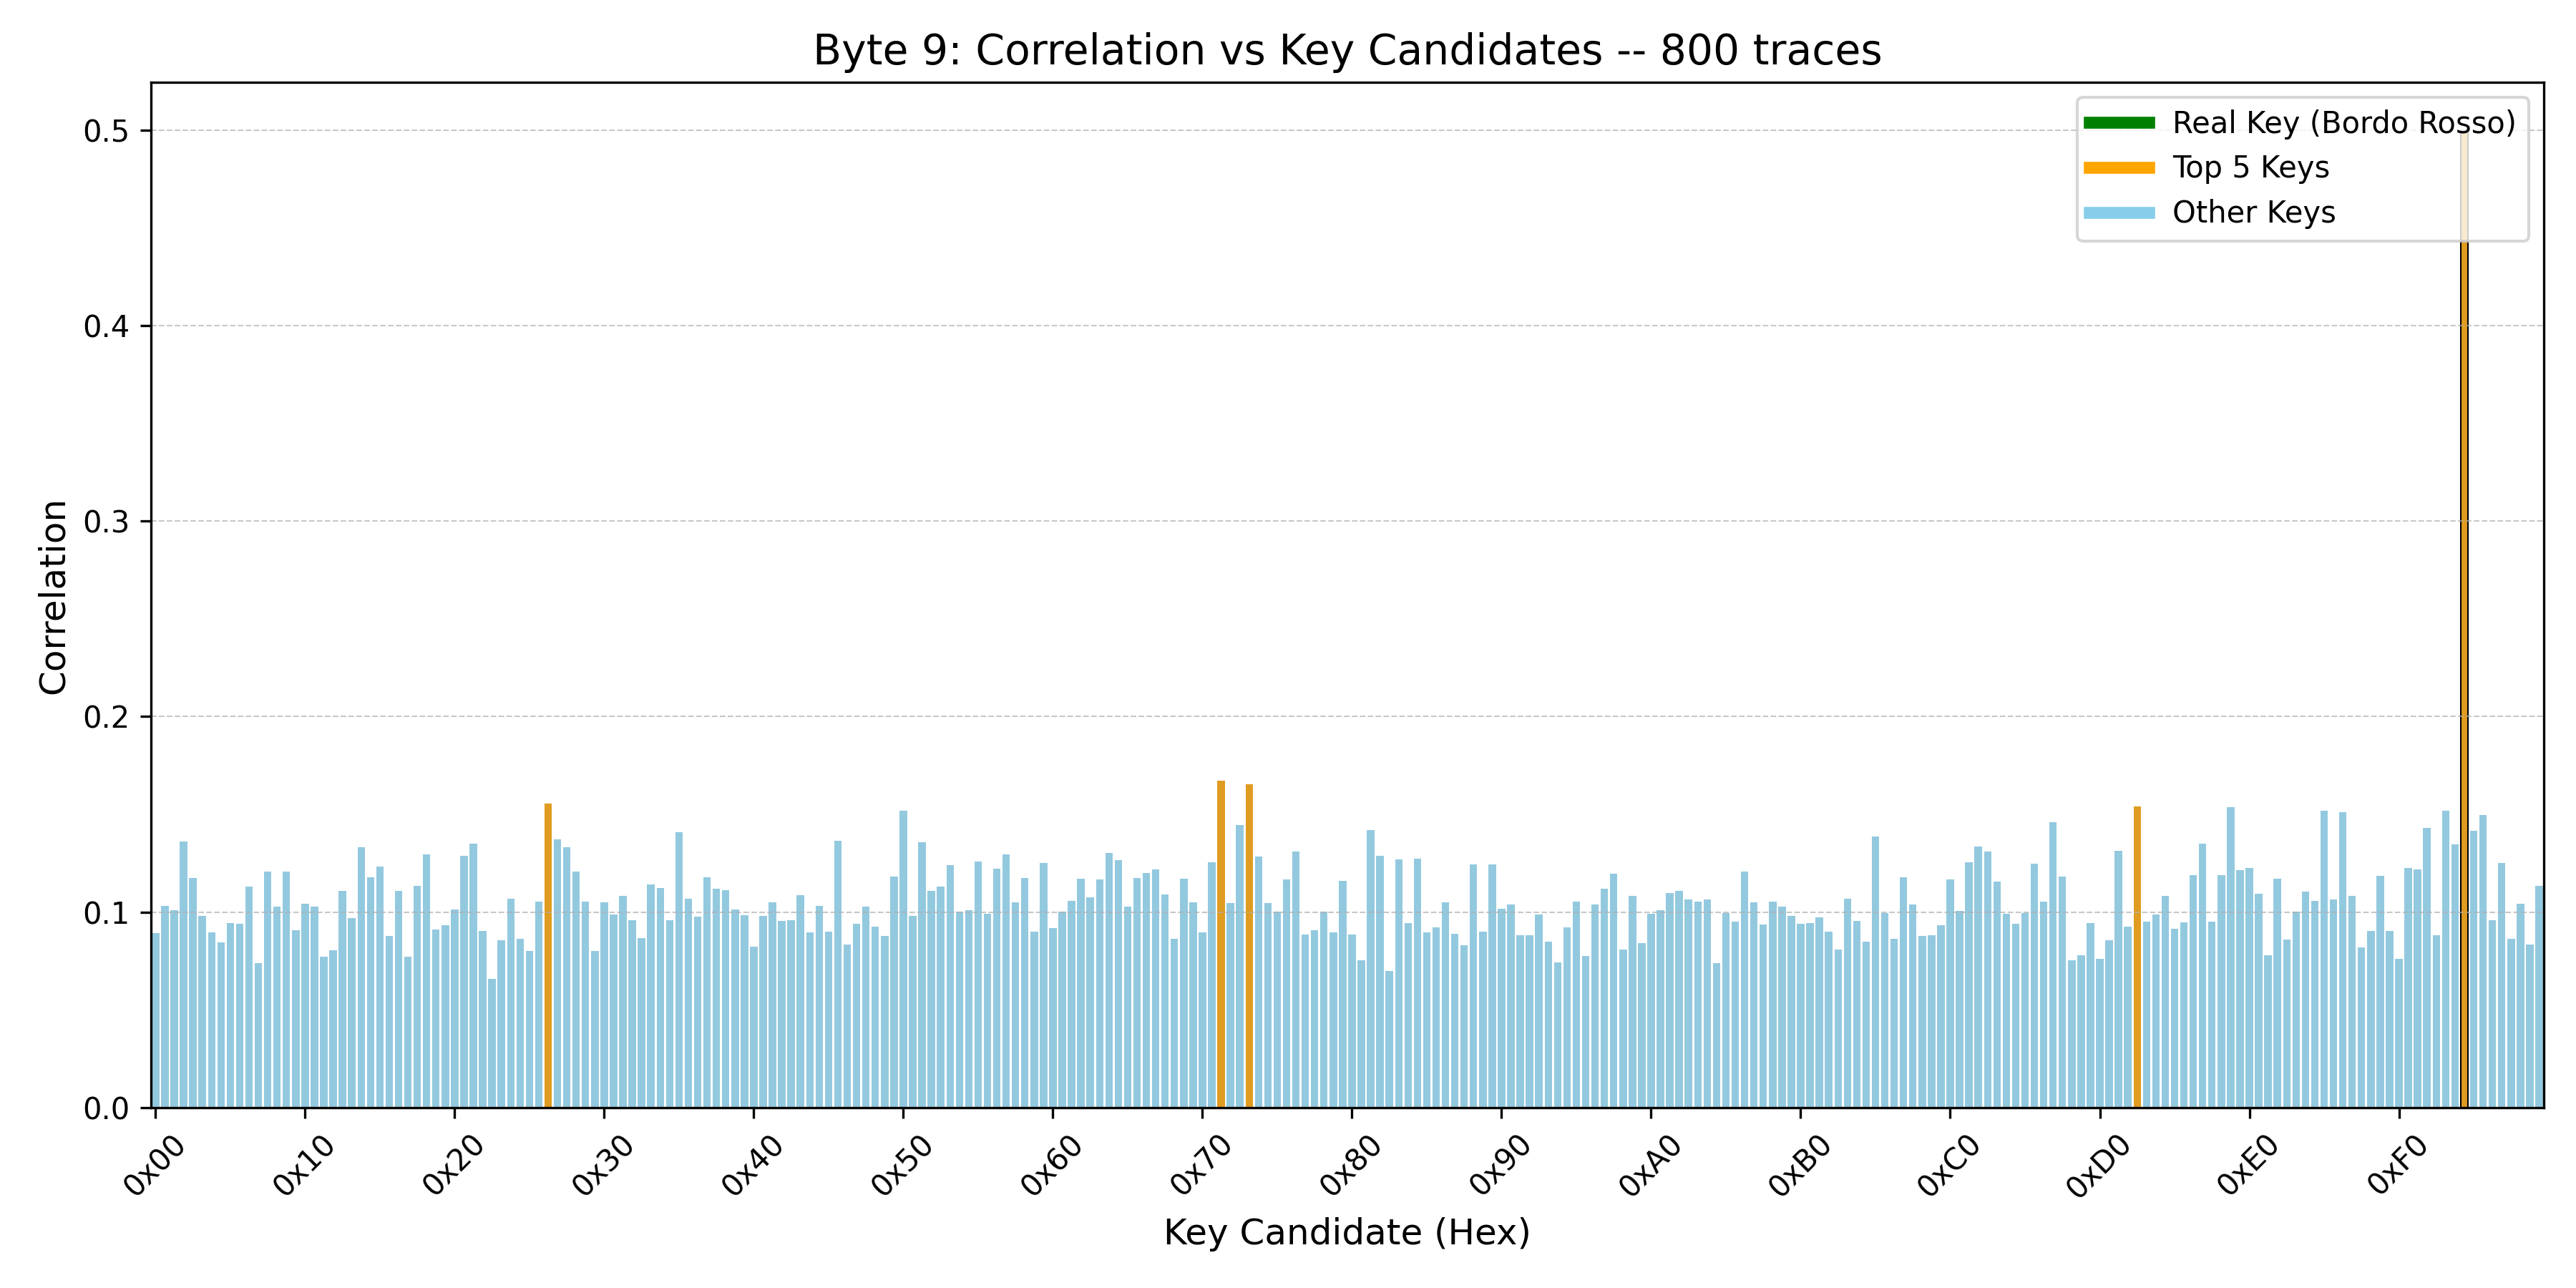 Byte 9: Correlation vs Key Candidates -- 800 traces
Real Key (Bordo Rosso)
Top 5 Keys
Other Keys
0.5
0.4
0.3
0.2
0.1
0.0
Correlation
0x00 0x10 0x20 0x30 0x40 0x50 0x60 0x70 0x80 0x90 0xA0 0xB0 0xC0 0xD0 0xE0 0xF0
Key Candidate (Hex)